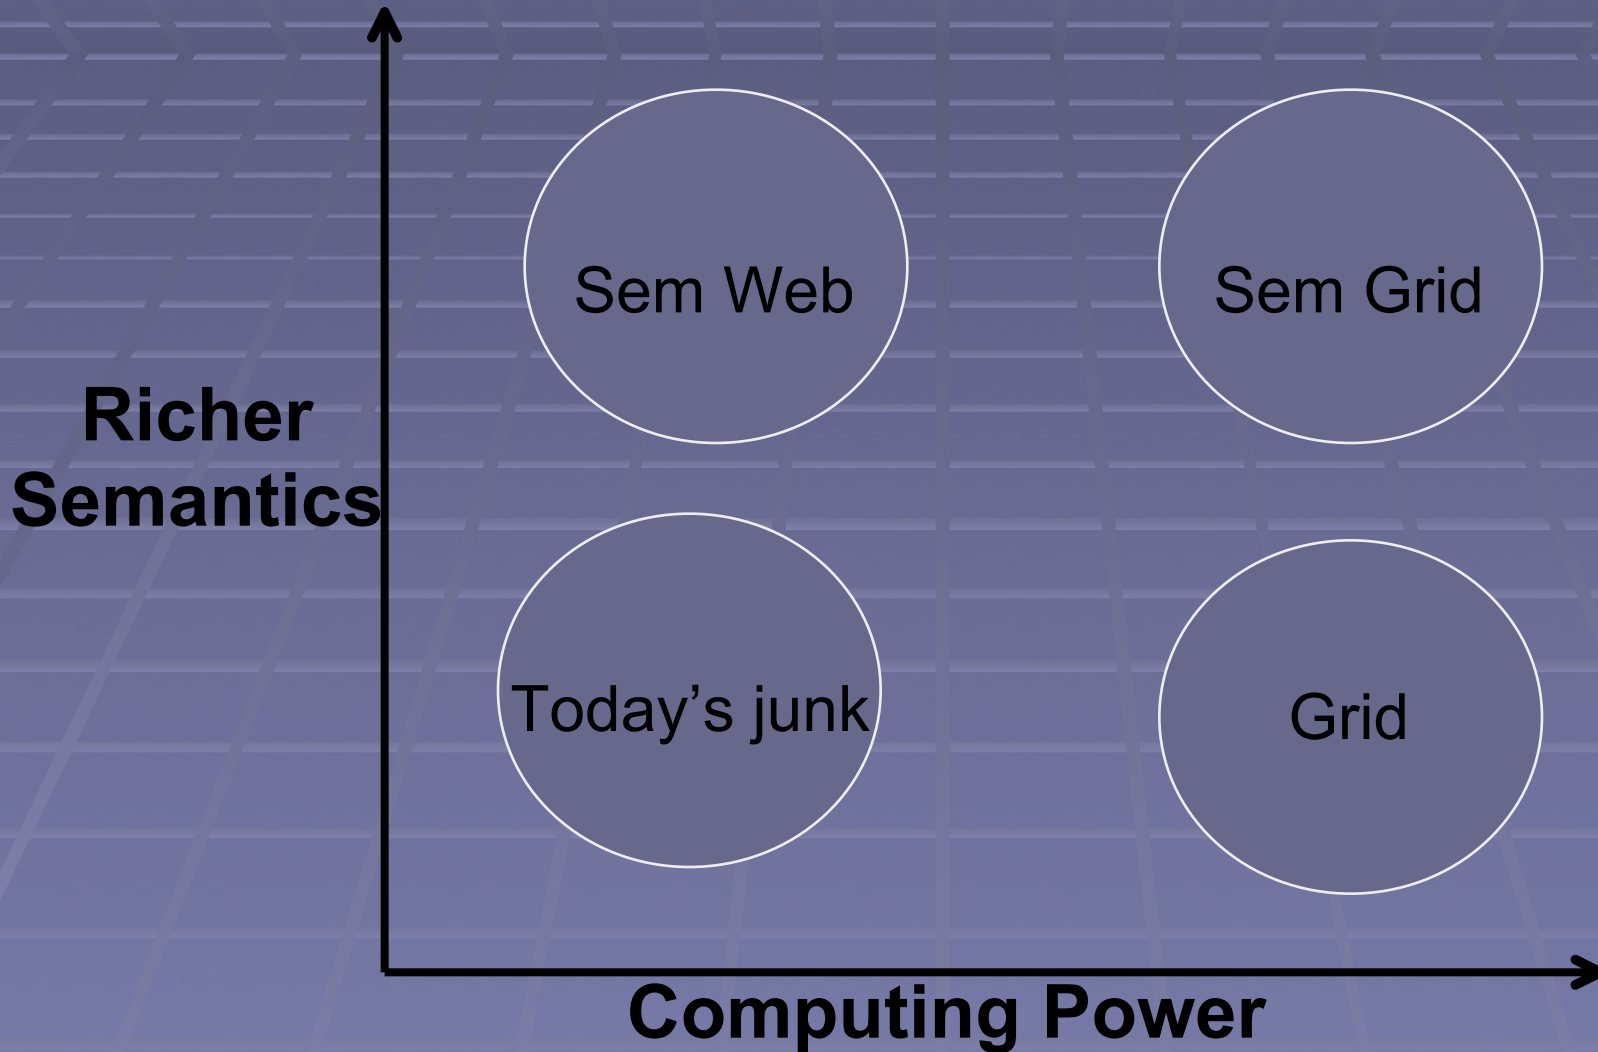 Sem Web
Sem Grid
Richer
Semantics
Today’s junk
Grid
Computing Power